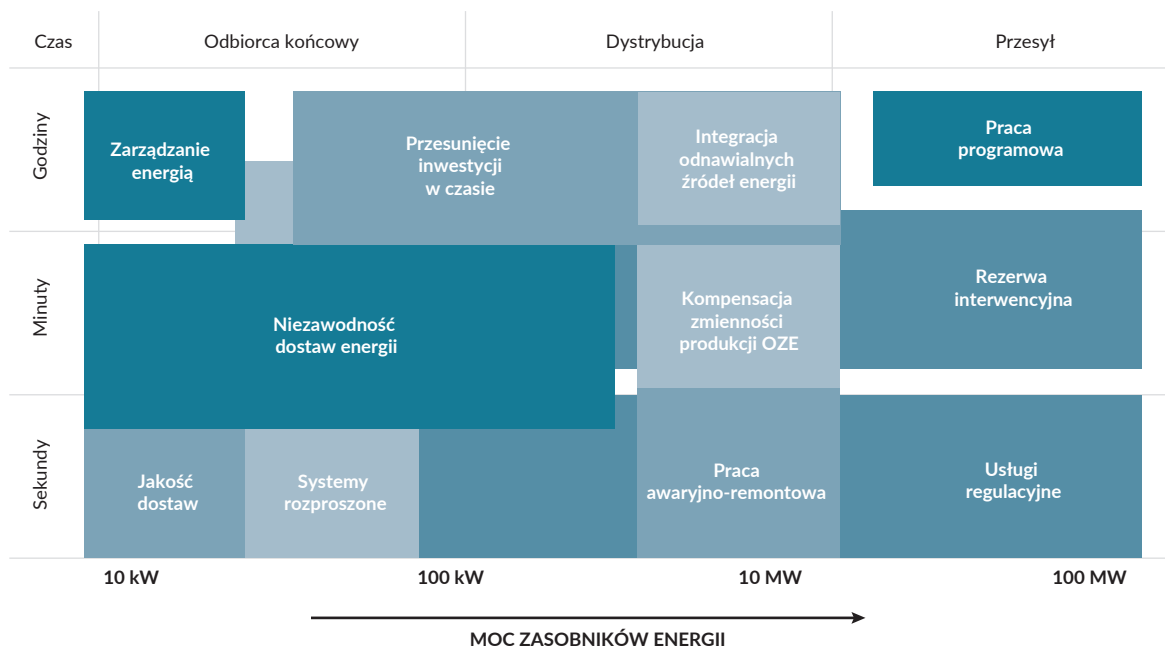 Czas
Odbiorca końcowy
Dystrybucja
Przesył
Godziny
Zarządzanie
energią
Przesunięcie
inwestycji
w czasie
Integracja
odnawialnych
źródeł energii
Praca
programowa
Minuty
Niezawodność
dostaw energii
Kompensacja
zmienności
produkcji OZE
Rezerwa
interwencyjna
Sekundy
Jakość
dostaw
Systemy
rozproszone
Praca
awaryjno-remontowa
Usługi
regulacyjne
10 kW
100 kW
10 MW
100 MW
MOC ZASOBNIKÓW ENERGII